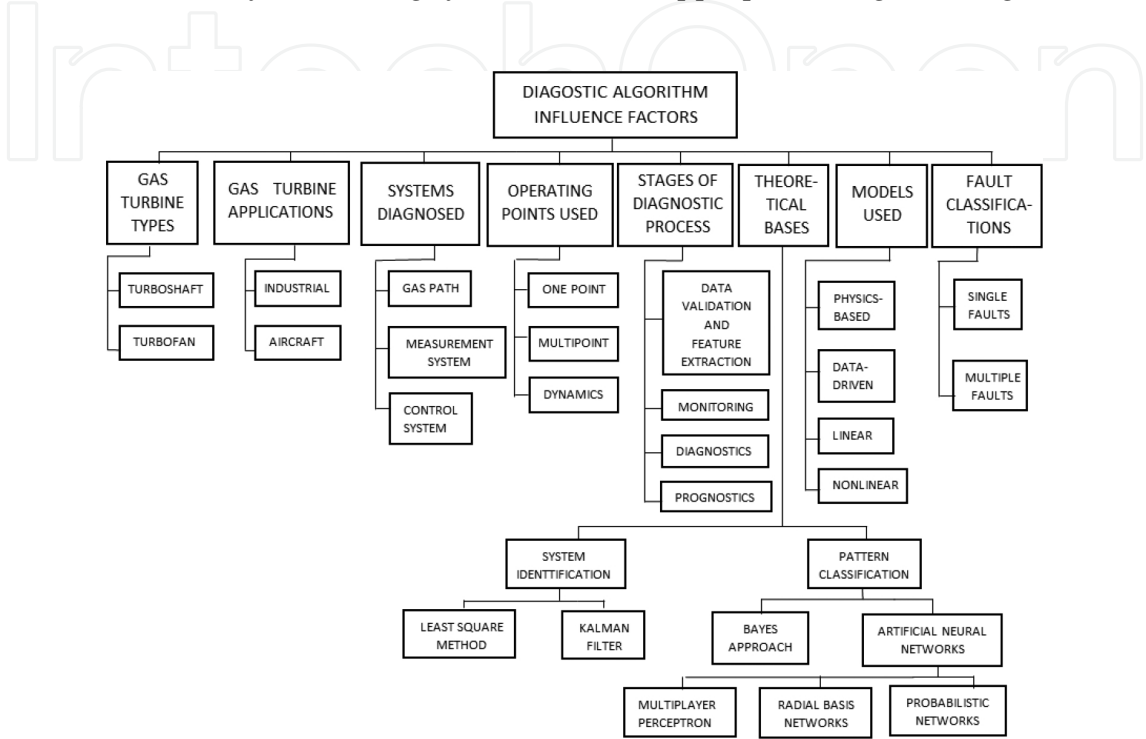 IntechOpen
DIAGOSTIC ALGORITHM
INFLUENCE FACTORS
GAS
TURBINE
TYPES
GAS TURBINE
APPLICATIONS
SYSTEMS
DIAGNOSED
OPERATING
POINTS USED
STAGES OF
DIAGNOSTIC
PROCESS
THEORE-
TICAL
BASES
MODELS
USED
FAULT
CLASSIFICA-
TIONS
TURBOSHAFT
TURBOFAN
INDUSTRIAL
AIRCRAFT
GAS PATH
MEASUREMENT
SYSTEM
CONTROL
SYSTEM
ONE POINT
MULTIPOINT
DYNAMICS
DATA
VALIDATION
AND
FEATURE
EXTRACTION
MONITORING
DIAGNOSTICS
PROGNOSTICS
PHYSICS-
BASED
DATA-
DRIVEN
LINEAR
NONLINEAR
SINGLE
FAULTS
MULTIPLE
FAULTS
SYSTEM
IDENTTIFICATION
PATTERN
CLASSIFICATION
LEAST SQUARE
METHOD
KALMAN
FILTER
BAYES
APPROACH
ARTIFICIAL NEURAL
NETWORKS
MULTIPLAYER
PERCEPTRON
RADIAL BASIS
NETWORKS
PROBABILISTIC
NETWORKS